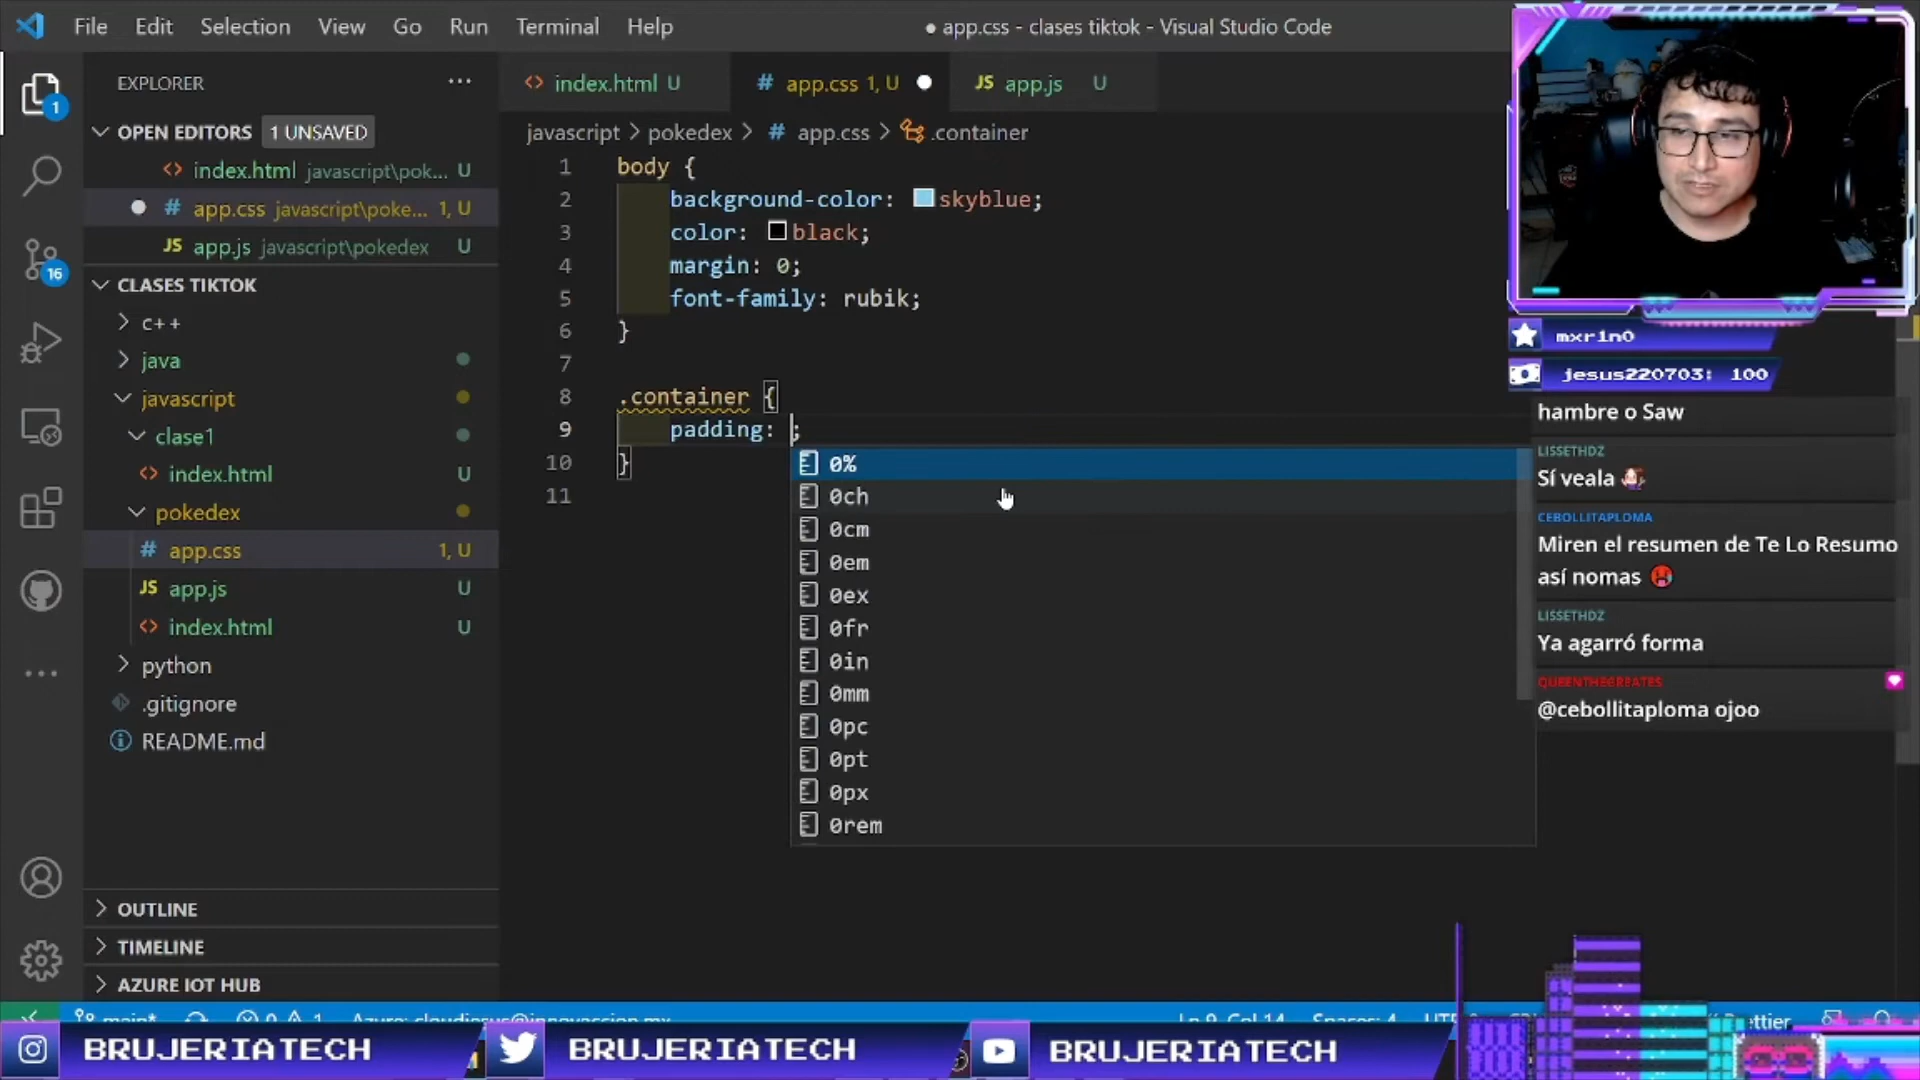 File Edit Selection View Go Run Terminal Help
● app.css - clases tiktok - Visual Studio Code
EXPLORER
index.html U
app.css 1, U
app.js U
OPEN EDITORS 1 UNSAVED
index.html javascript\pok... U
app.css javascript\poke... 1, U
app.js javascript\pokedex U
CLASES TIKTOK
c++
java
javascript
clase1
index.html U
pokedex
app.css 1, U
app.js U
index.html U
python
.gitignore
README.md
OUTLINE
TIMELINE
AZURE IOT HUB
1
16
javascript > pokedex > # app.css > .container
1 body {
2 background-color: skyblue;
3 color: black;
4 margin: 0;
5 font-family: rubik;
6 }
7
8 .container {
9 padding: ;
10 }
11
0%
0ch
0cm
0em
0ex
0fr
0in
0mm
0pc
0pt
0px
0rem
mxr1n0
jesus220703: 100
hambre o Saw
LISSETHDZ
Sí veala
CEBOLLITAPLOMA
Miren el resumen de Te Lo Resumo
así nomas
LISSETHDZ
Ya agarró forma
QUEENTHEGREATES
@cebollitaploma ojoo
main* 0 1 Azure: cloudjesus@innovaccion.mx
Ln 9, Col 14 Spaces: 4
BRUJERIATECH
BRUJERIATECH
BRUJERIATECH